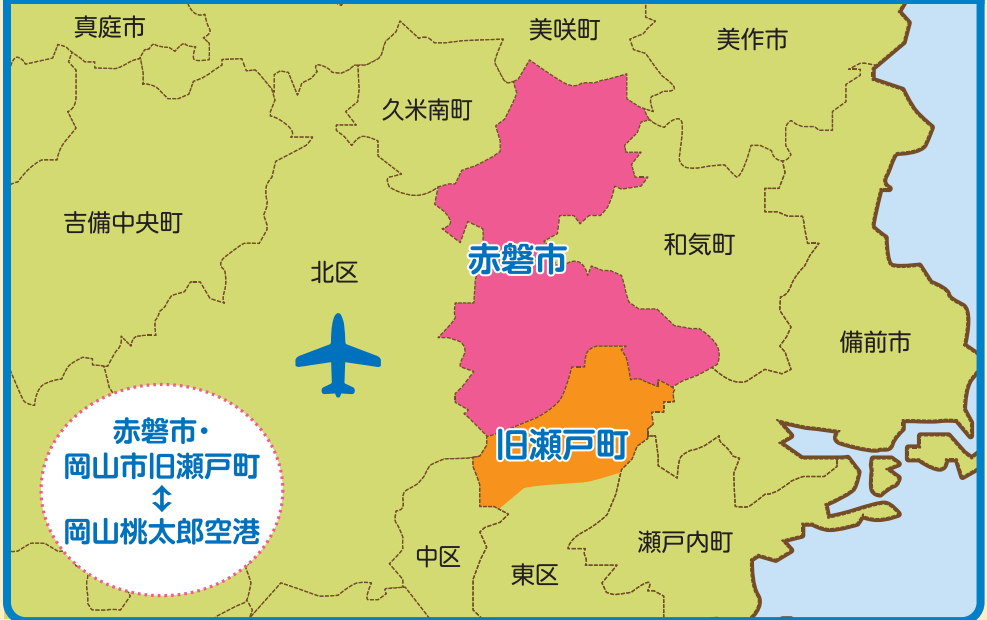 真庭市
美咲町
美作市
久米南町
吉備中央町
北区
赤磐市
和気町
備前市
旧瀬戸町
赤磐市・
岡山市旧瀬戸町
↕
岡山桃太郎空港
中区
東区
瀬戸内町